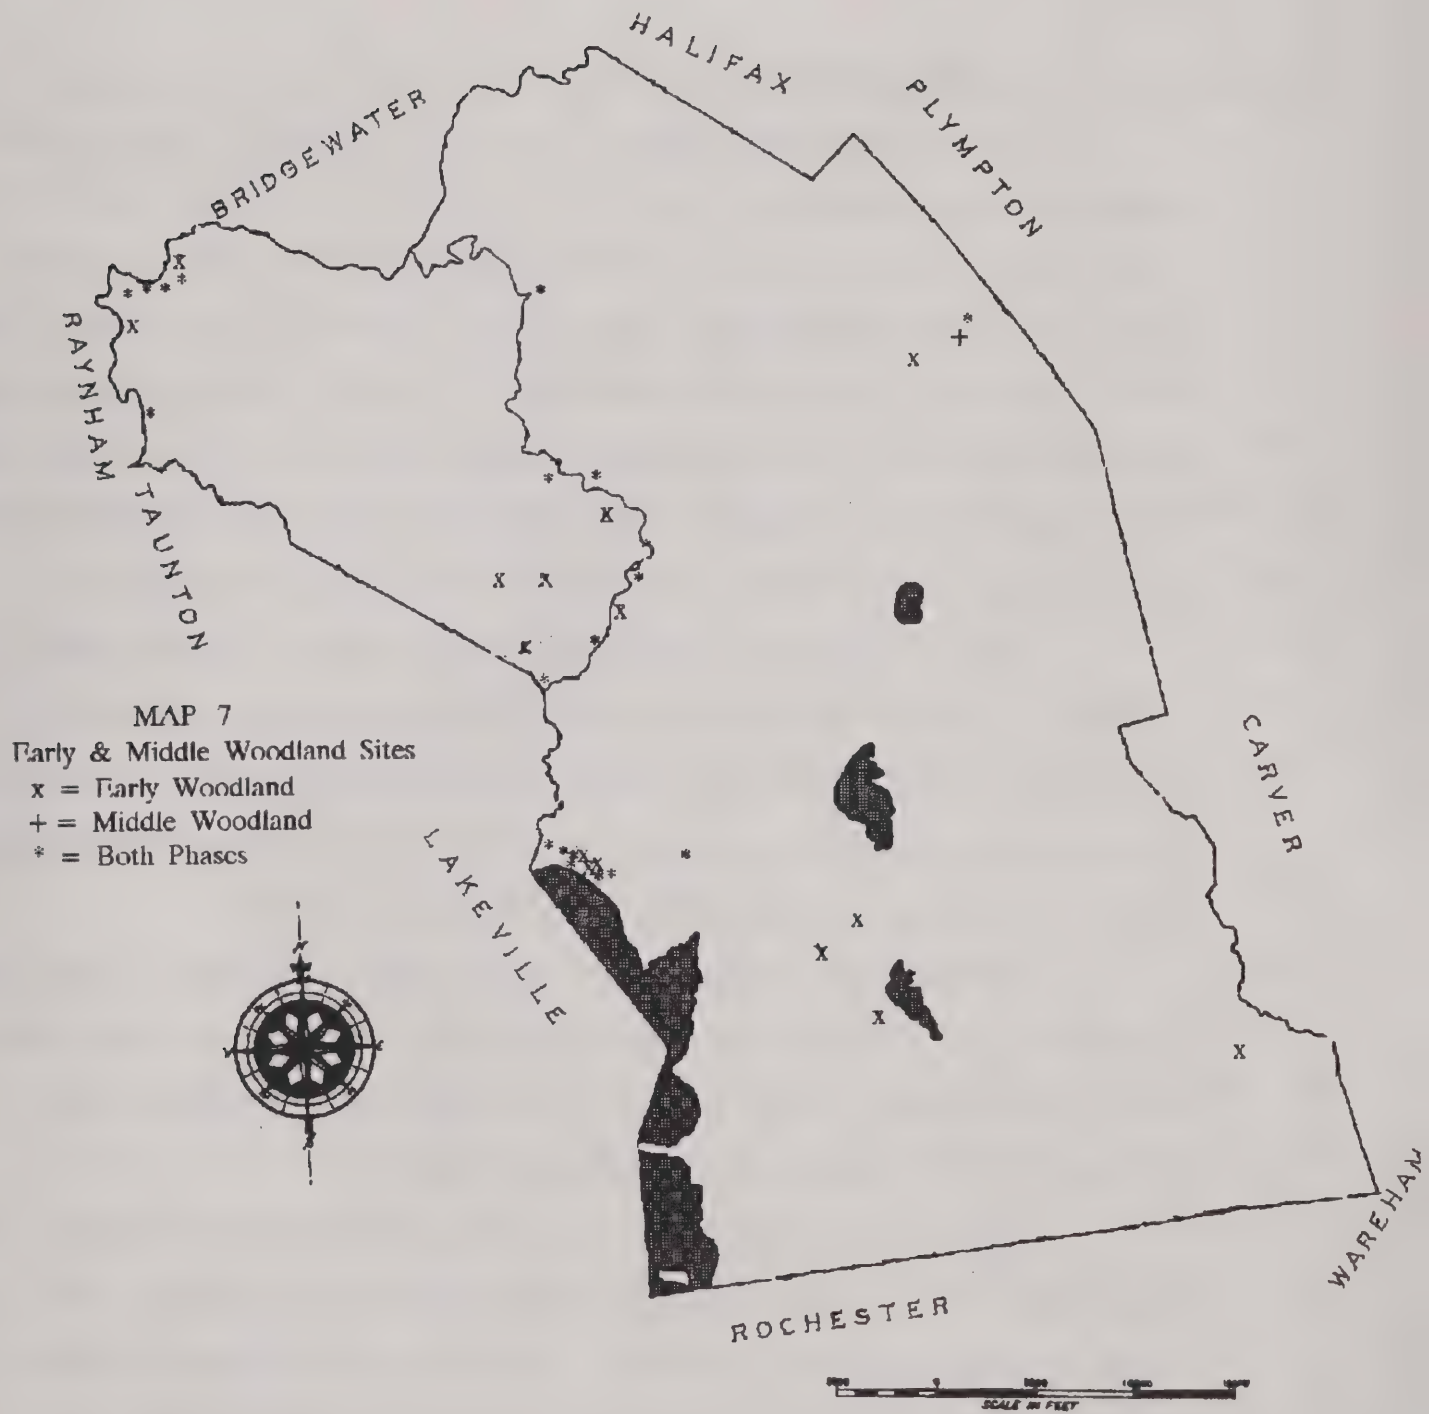 HALIFAX
PLYMPTON
BRIDGEWATER
RAYNHAM
TAUNTON
MAP 7
Early & Middle Woodland Sites
x = Early Woodland
+ = Middle Woodland
* = Both Phases
CARVER
LAKEVILLE
N
WAREHAM
ROCHESTER
0
SCALE IN FEET